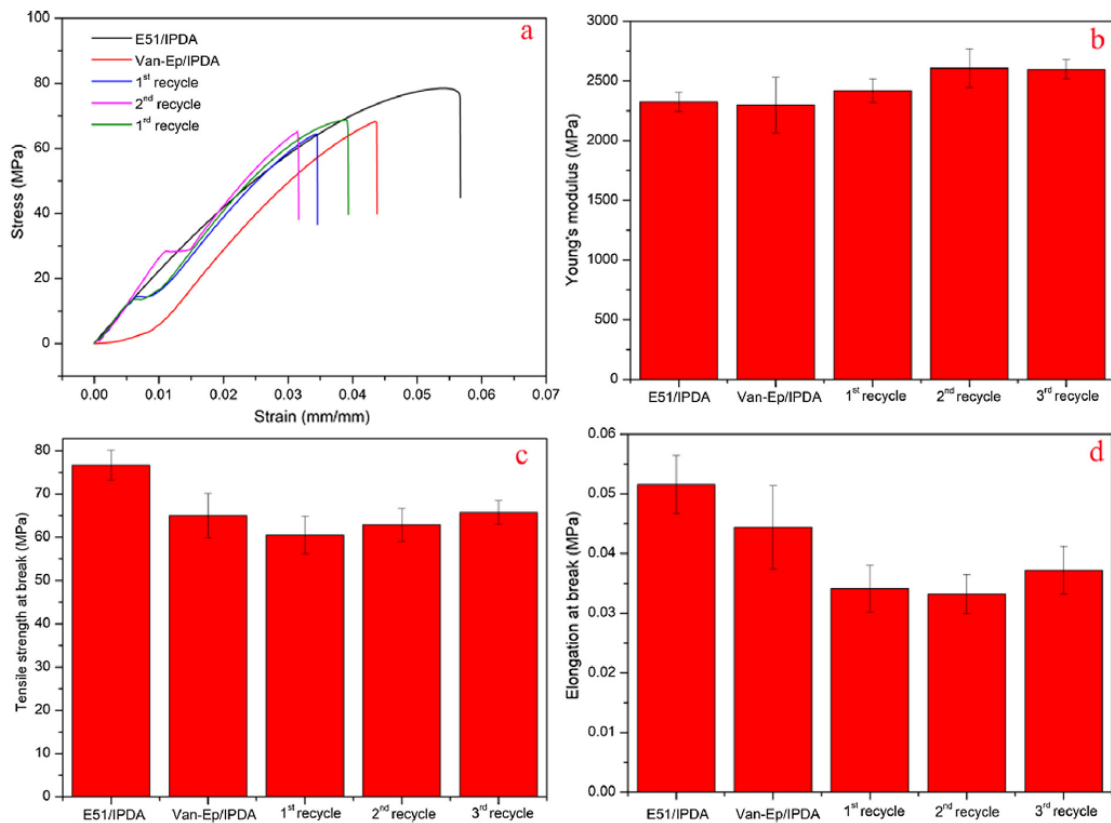 a
E51/IPDA
Van-Ep/IPDA
1st recycle
2nd recycle
1rd recycle
100
80
60
40
20
0
Stress (MPa)
0.00 0.01 0.02 0.03 0.04 0.05 0.06 0.07
Strain (mm/mm)
b
3000
2500
2000
1500
1000
500
0
Young's modulus (MPa)
E51/IPDA Van-Ep/IPDA 1st recycle 2nd recycle 3rd recycle
c
80
70
60
50
40
30
20
10
0
Tensile strength at break (MPa)
E51/IPDA Van-Ep/IPDA 1st recycle 2nd recycle 3rd recycle
d
0.06
0.05
0.04
0.03
0.02
0.01
0.00
Elongation at break (MPa)
E51/IPDA Van-Ep/IPDA 1st recycle 2nd recycle 3rd recycle